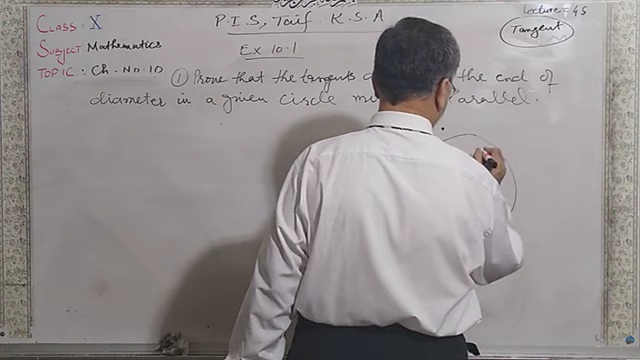 CLASS: X
P.I.S, Taif. K.S.A
Lecture = 45
Tangent
SUBJECT Mathematics
Ex 10.1
TOPIC: Ch. No. 10
① Prove that the tangents the end of
diameter in a given circle parallel.